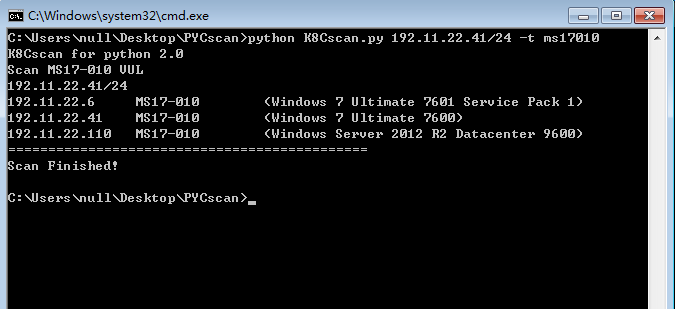 C:\Windows\system32\cmd.exe
C:\Users\null\Desktop\PYCscan>python K8Cscan.py 192.11.22.41/24 -t ms17010
K8Cscan for python 2.0
Scan MS17-010 VUL
192.11.22.41/24
192.11.22.6     MS17-010        (Windows 7 Ultimate 7601 Service Pack 1)
192.11.22.41    MS17-010        (Windows 7 Ultimate 7600)
192.11.22.110   MS17-010        (Windows Server 2012 R2 Datacenter 9600)
=============================================
Scan Finished!
C:\Users\null\Desktop\PYCscan>_